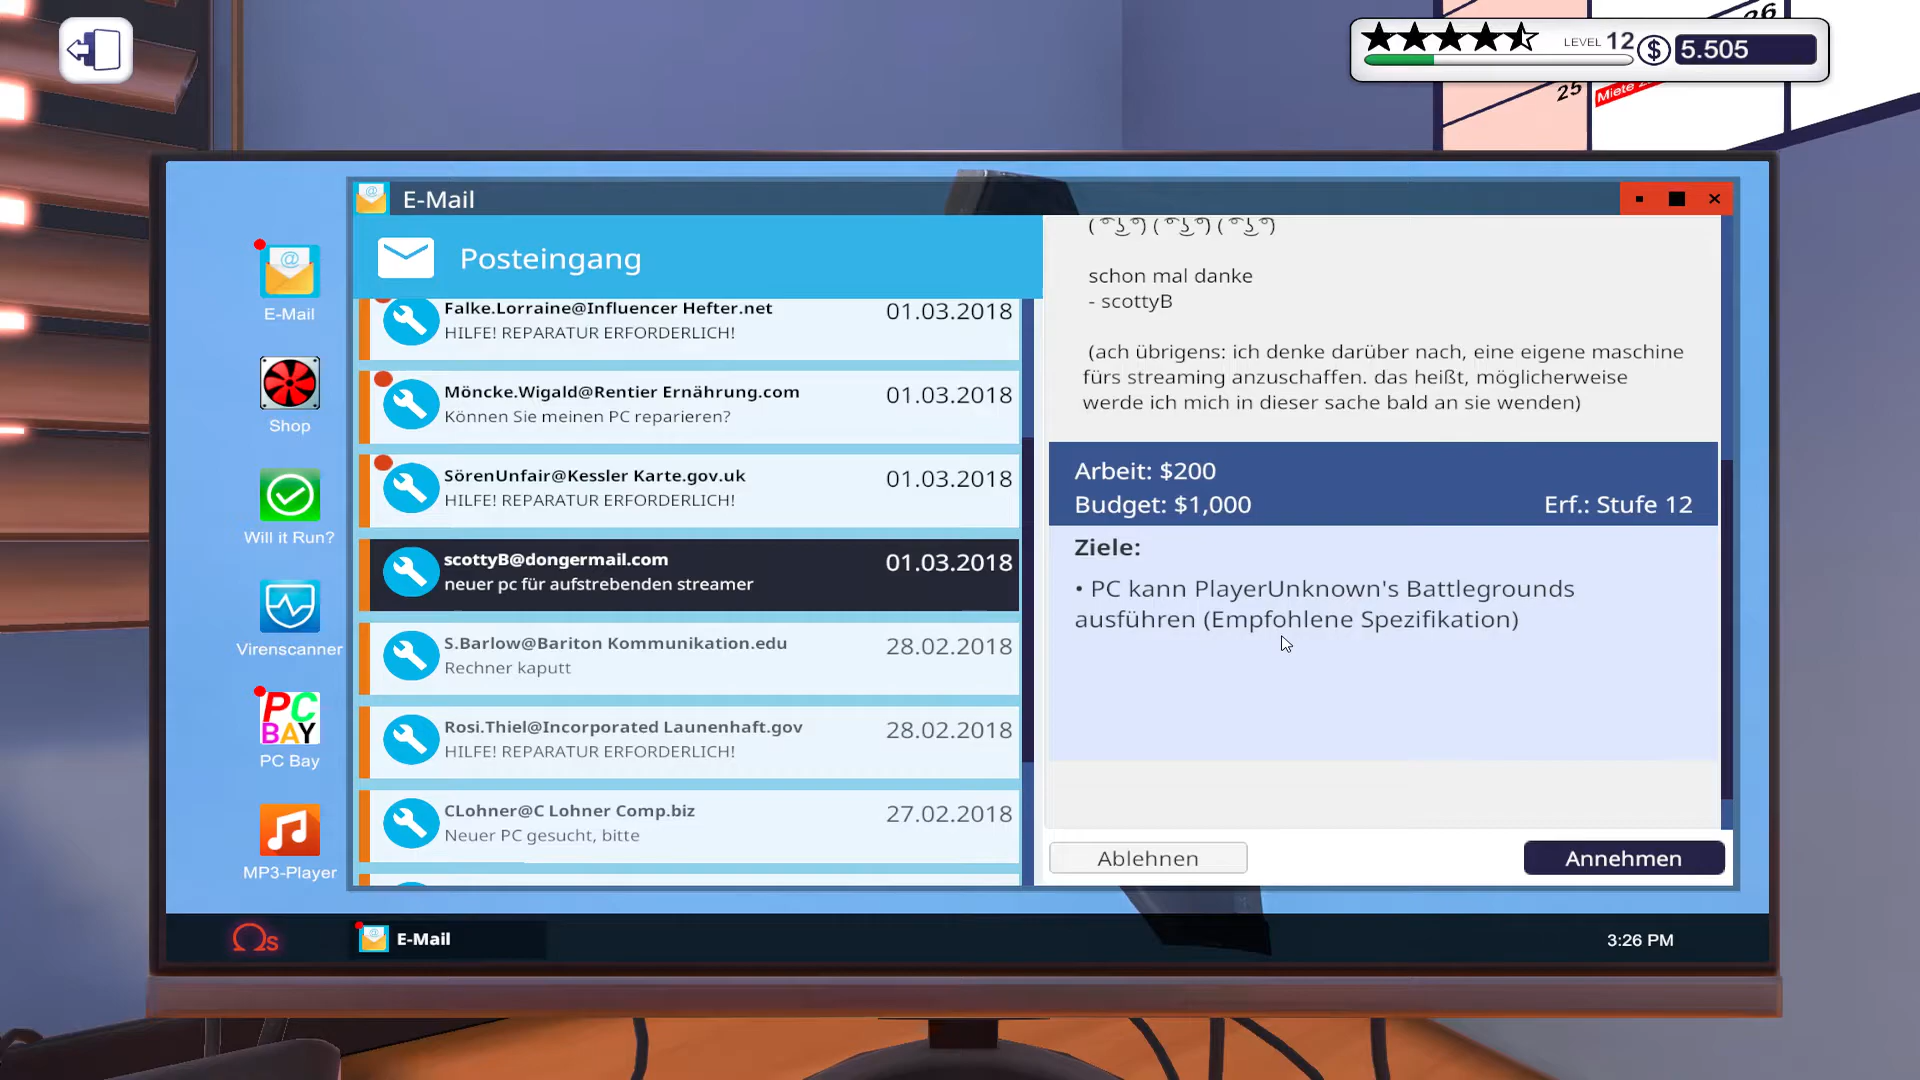 26
LEVEL 12
$
5.505
25
Miete
E-Mail
( ͡° ͜ʖ ͡°) ( ͡° ͜ʖ ͡°) ( ͡° ͜ʖ ͡°)
Posteingang
schon mal danke
- scottyB
(ach übrigens: ich denke darüber nach, eine eigene maschine
fürs streaming anzuschaffen. das heißt, möglicherweise
werde ich mich in dieser sache bald an sie wenden)
E-Mail
Shop
Will it Run?
Virenscanner
PC
BAY
PC Bay
MP3-Player
Falke.Lorraine@Influencer Hefter.net
01.03.2018
HILFE! REPARATUR ERFORDERLICH!
Möncke.Wigald@Rentier Ernährung.com
01.03.2018
Können Sie meinen PC reparieren?
SörenUnfair@Kessler Karte.gov.uk
01.03.2018
HILFE! REPARATUR ERFORDERLICH!
scottyB@dongermail.com
01.03.2018
neuer pc für aufstrebenden streamer
S.Barlow@Bariton Kommunikation.edu
28.02.2018
Rechner kaputt
Rosi.Thiel@Incorporated Launenhaft.gov
28.02.2018
HILFE! REPARATUR ERFORDERLICH!
CLohner@C Lohner Comp.biz
27.02.2018
Neuer PC gesucht, bitte
Arbeit: $200
Budget: $1,000
Erf.: Stufe 12
Ziele:
• PC kann PlayerUnknown's Battlegrounds
ausführen (Empfohlene Spezifikation)
Ablehnen
Annehmen
Ωs
E-Mail
3:26 PM